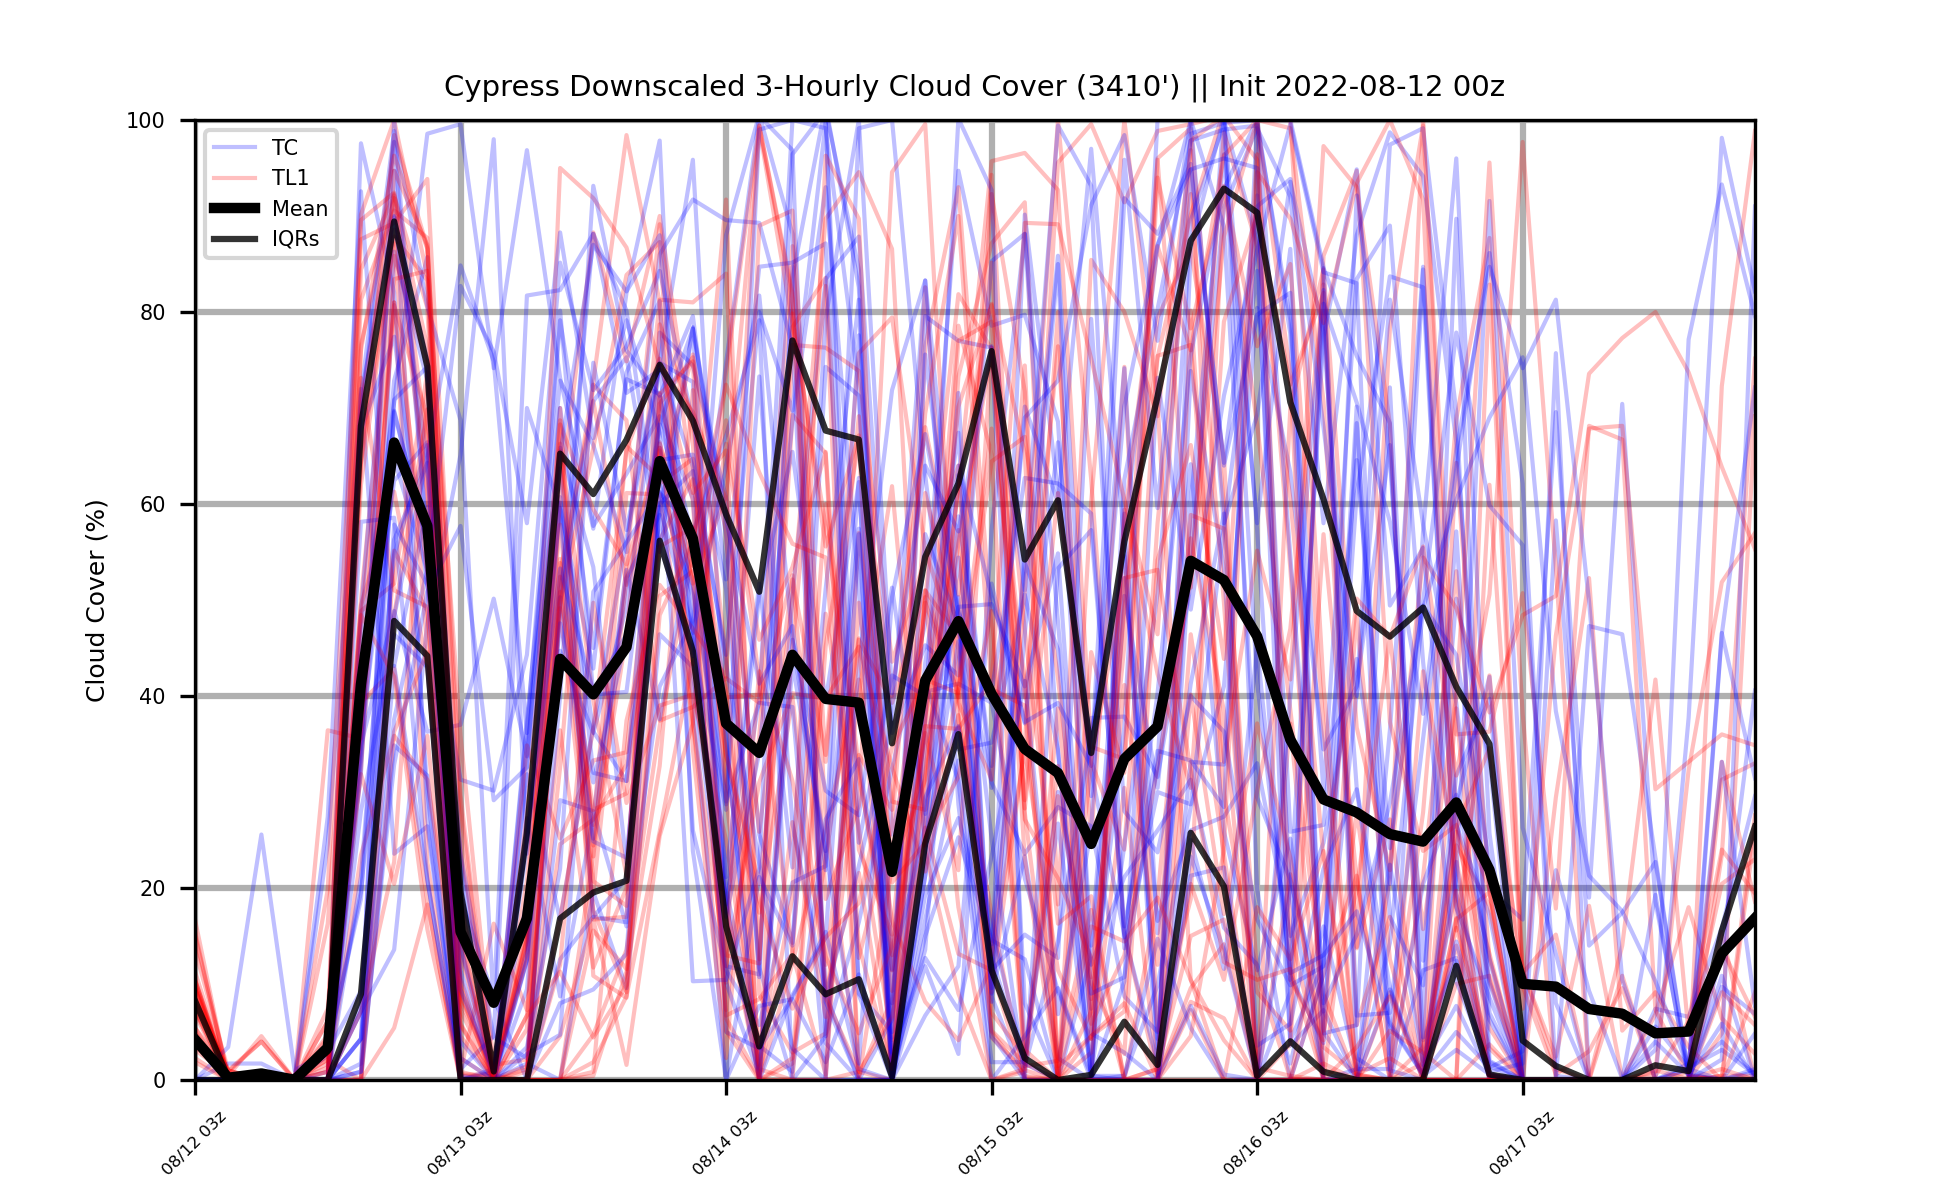 Cypress Downscaled 3-Hourly Cloud Cover (3410') || Init 2022-08-12 00z
TC
TL1
Mean
IQRs
Cloud Cover (%)
100
80
60
40
20
0
08/12 03z
08/13 03z
08/14 03z
08/15 03z
08/16 03z
08/17 03z